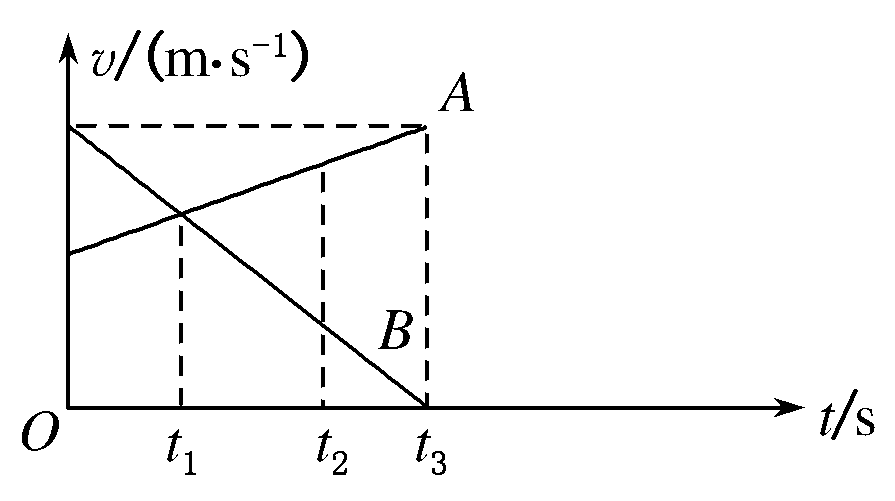 v/(m·s⁻¹)
A
B
O
t₁
t₂
t₃
t/s